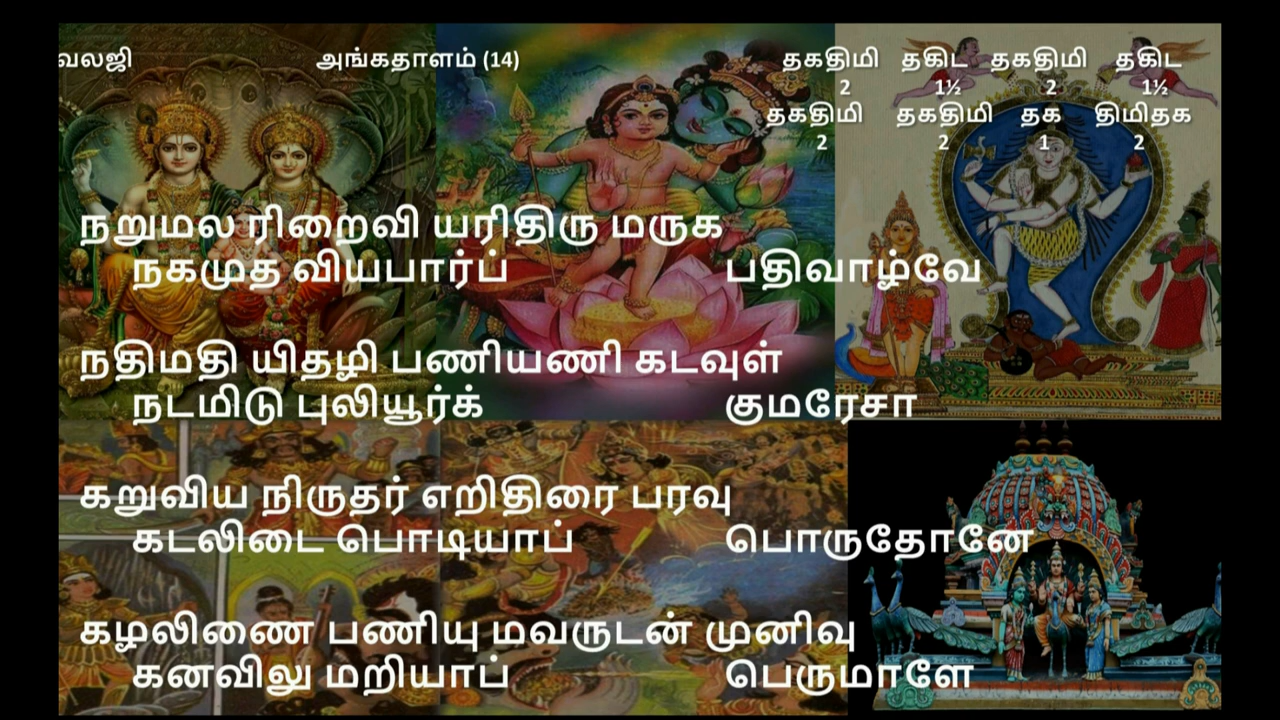 வலஜி அங்கதாளம் (14) தகதிமி தகிட தகதிமி தகிட
2 1½ 2 1½
தகதிமி தகதிமி தக திமிதக
2 2 1 2
நறுமல ரிறைவி யரிதிரு மருக
நகமுத வியபார்ப் பதிவாழ்வே
நதிமதி யிதழி பணியணி கடவுள்
நடமிடு புலியூர்க் குமரேசா
கறுவிய நிருதர் எறிதிரை பரவு
கடலிடை பொடியாப் பொருதோனே
கழலிணை பணியு மவருடன் முனிவு
கனவிலு மறியாப் பெருமாளே